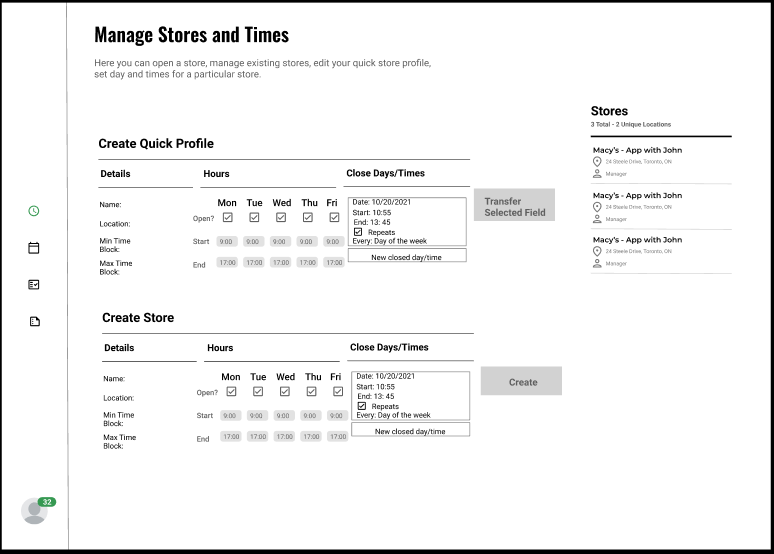 Manage Stores and Times
Here you can open a store, manage existing stores, edit your quick store profile,
set day and times for a particular store.
Stores
3 Total - 2 Unique Locations
Macy's - App with John
24 Steele Drive, Toronto, ON
Manager
Macy's - App with John
24 Steele Drive, Toronto, ON
Manager
Macy's - App with John
24 Steele Drive, Toronto, ON
Manager
Create Quick Profile
Details Hours Close Days/Times
Name:
Location:
Min Time
Block:
Max Time
Block:
Mon Tue Wed Thu Fri
Open?
Start 9:00 9:00 9:00 9:00 9:00
End 17:00 17:00 17:00 17:00 17:00
Date: 10/20/2021
Start: 10:55
End: 13: 45
Repeats
Every: Day of the week
New closed day/time
Transfer
Selected Field
Create Store
Details Hours Close Days/Times
Name:
Location:
Min Time
Block:
Max Time
Block:
Mon Tue Wed Thu Fri
Open?
Start 9:00 9:00 9:00 9:00 9:00
End 17:00 17:00 17:00 17:00 17:00
Date: 10/20/2021
Start: 10:55
End: 13: 45
Repeats
Every: Day of the week
New closed day/time
Create
32